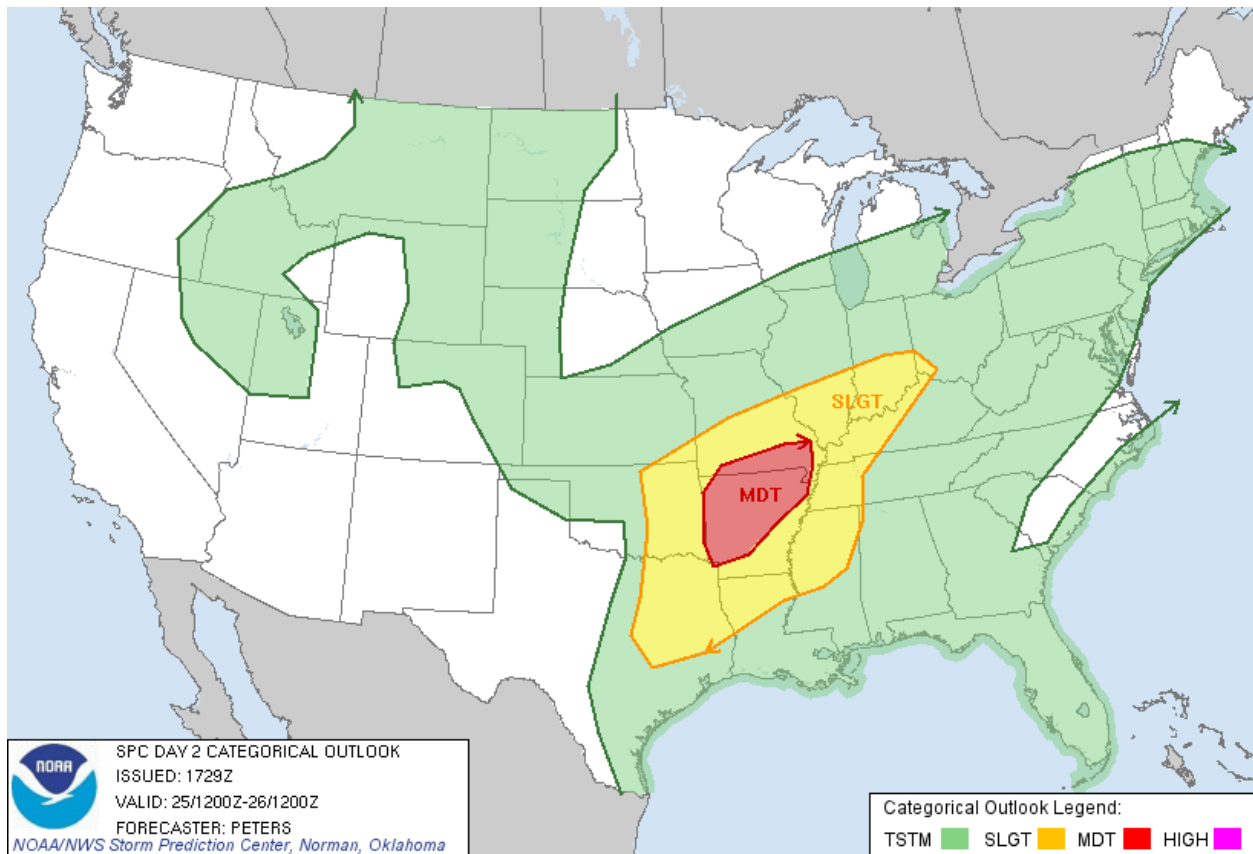 SLGT
MDT
NOAA
SPC DAY 2 CATEGORICAL OUTLOOK
ISSUED: 1729Z
VALID: 25/1200Z-26/1200Z
FORECASTER: PETERS
NOAA/NWS Storm Prediction Center, Norman, Oklahoma
Categorical Outlook Legend:
TSTM SLGT MDT HIGH